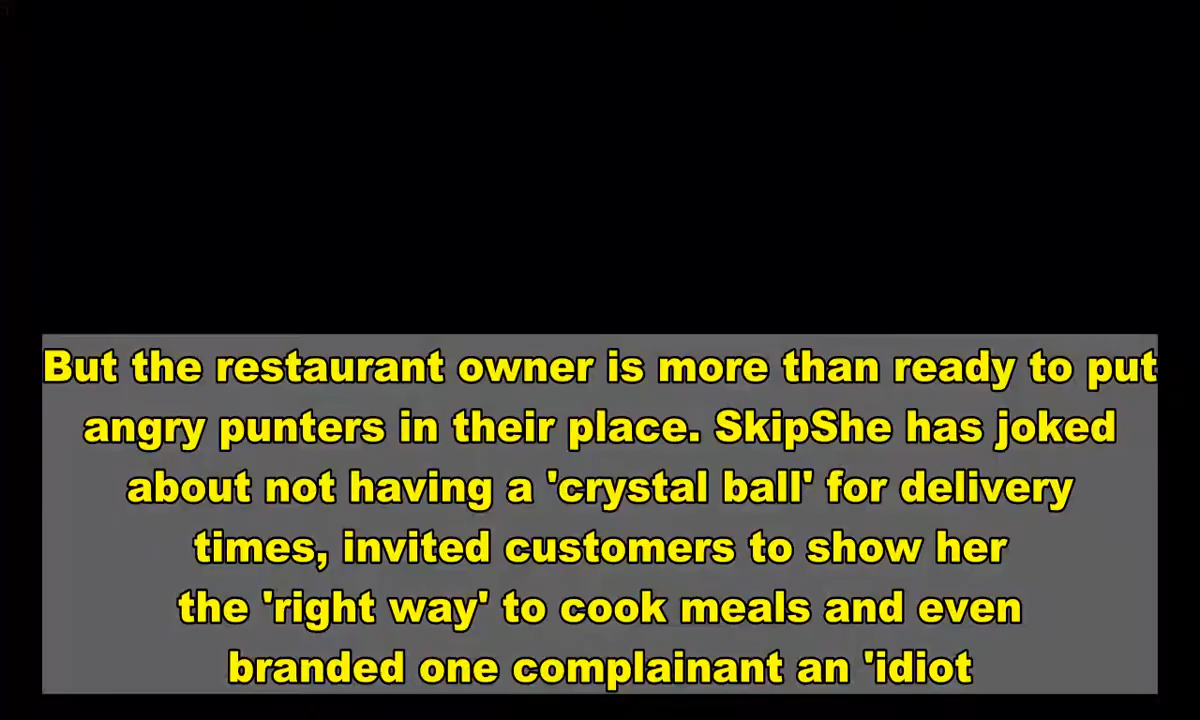 But the restaurant owner is more than ready to put
angry punters in their place. SkipShe has joked
about not having a 'crystal ball' for delivery
times, invited customers to show her
the 'right way' to cook meals and even
branded one complainant an 'idiot